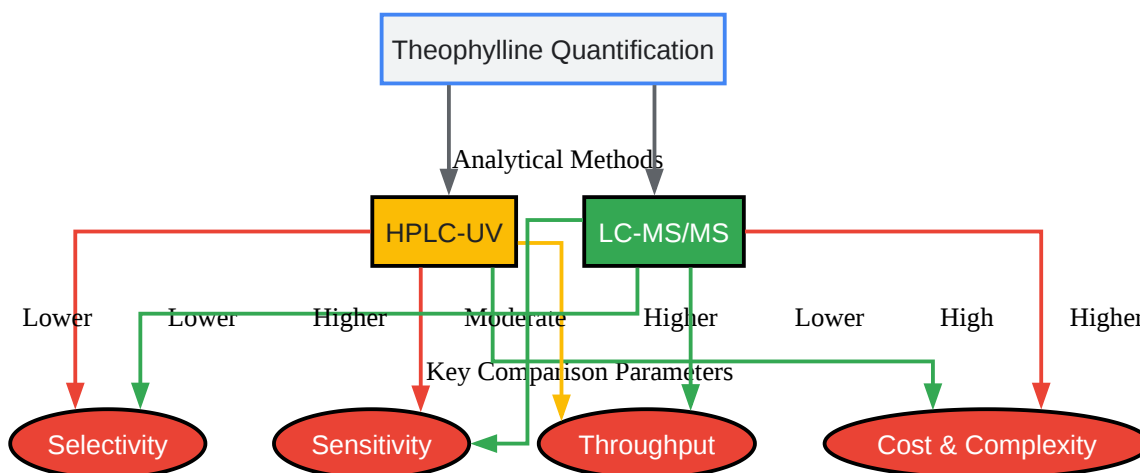 Theophylline Quantification
Analytical Methods
HPLC-UV
LC-MS/MS
Lower
Lower
Higher
Moderate
Higher
Lower
High
Higher
Key Comparison Parameters
Selectivity
Sensitivity
Throughput
Cost & Complexity